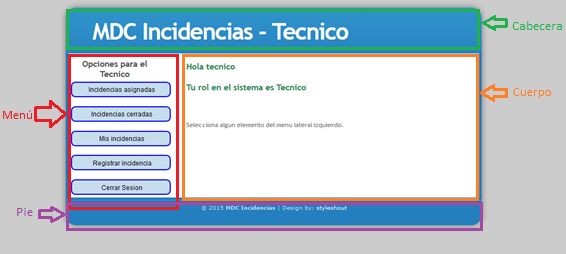 MDC Incidencias - Tecnico
Cabecera
Opciones para el
Tecnico
Incidencias asignadas
Incidencias cerradas
Mis incidencias
Registrar incidencia
Cerrar Sesion
Menú
Hola tecnico
Tu rol en el sistema es Tecnico
Selecciona algun elemento del menu lateral izquierdo.
Cuerpo
Pie
© 2015 MDC Incidencias | Design by: styleshout